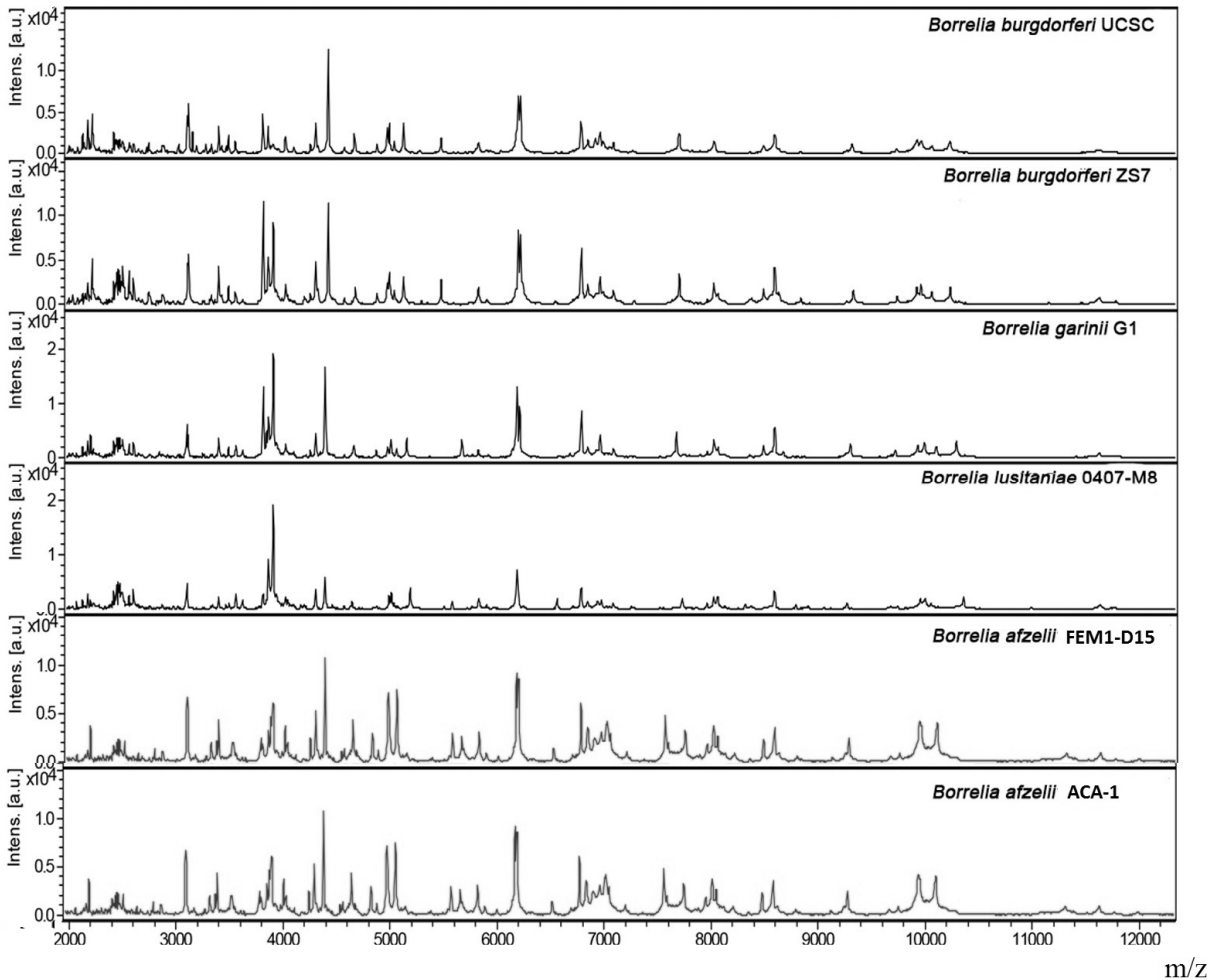 Intens. [a.u.]
x10⁴
1.0
0.5
0.0
Borrelia burgdorferi UCSC
Intens. [a.u.]
x10⁴
1.0
0.5
0.0
Borrelia burgdorferi ZS7
Intens. [a.u.]
x10⁴
2
1
0
Borrelia garinii G1
Intens. [a.u.]
x10⁴
2
1
Borrelia lusitaniae 0407-M8
Intens. [a.u.]
x10⁴
1.0
0.5
0.0
Borrelia afzelii FEM1-D15
Intens. [a.u.]
x10⁴
1.0
0.5
0.0
Borrelia afzelii ACA-1
2000 3000 4000 5000 6000 7000 8000 9000 10000 11000 12000
m/z